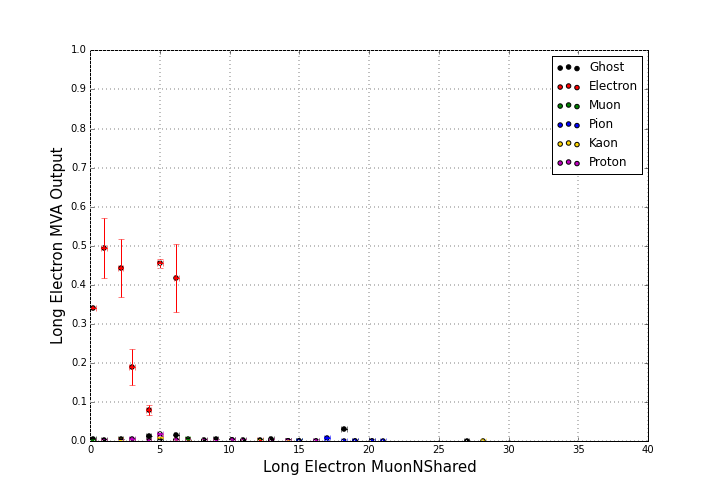 1.0
0.9
0.8
0.7
0.6
0.5
0.4
0.3
0.2
0.1
0.0
Long Electron MVA Output
Ghost
Electron
Muon
Pion
Kaon
Proton
0 5 10 15 20 25 30 35 40
Long Electron MuonNShared